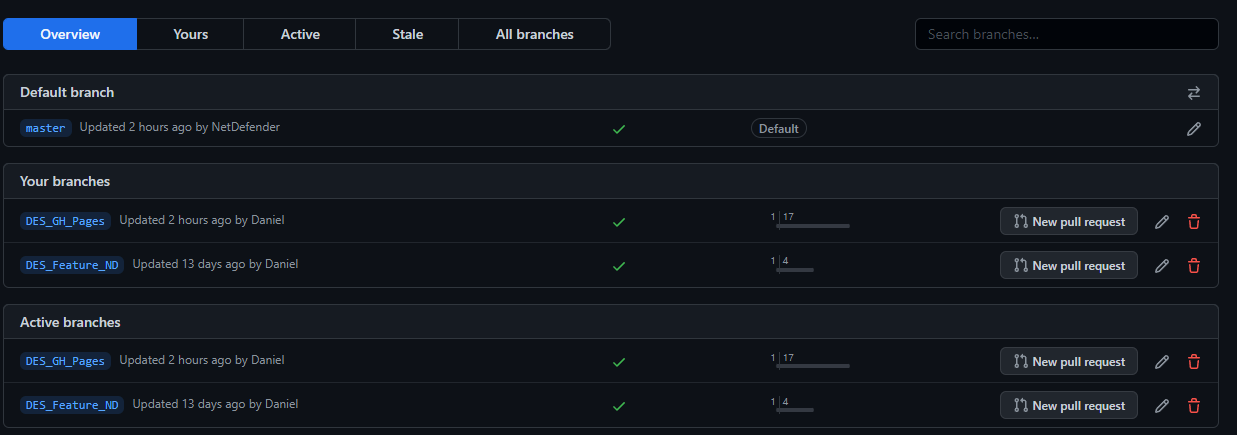 Overview Yours Active Stale All branches Search branches...
Default branch
master Updated 2 hours ago by NetDefender Default
Your branches
DES_GH_Pages Updated 2 hours ago by Daniel 1 17 New pull request
DES_Feature_ND Updated 13 days ago by Daniel 1 4 New pull request
Active branches
DES_GH_Pages Updated 2 hours ago by Daniel 1 17 New pull request
DES_Feature_ND Updated 13 days ago by Daniel 1 4 New pull request